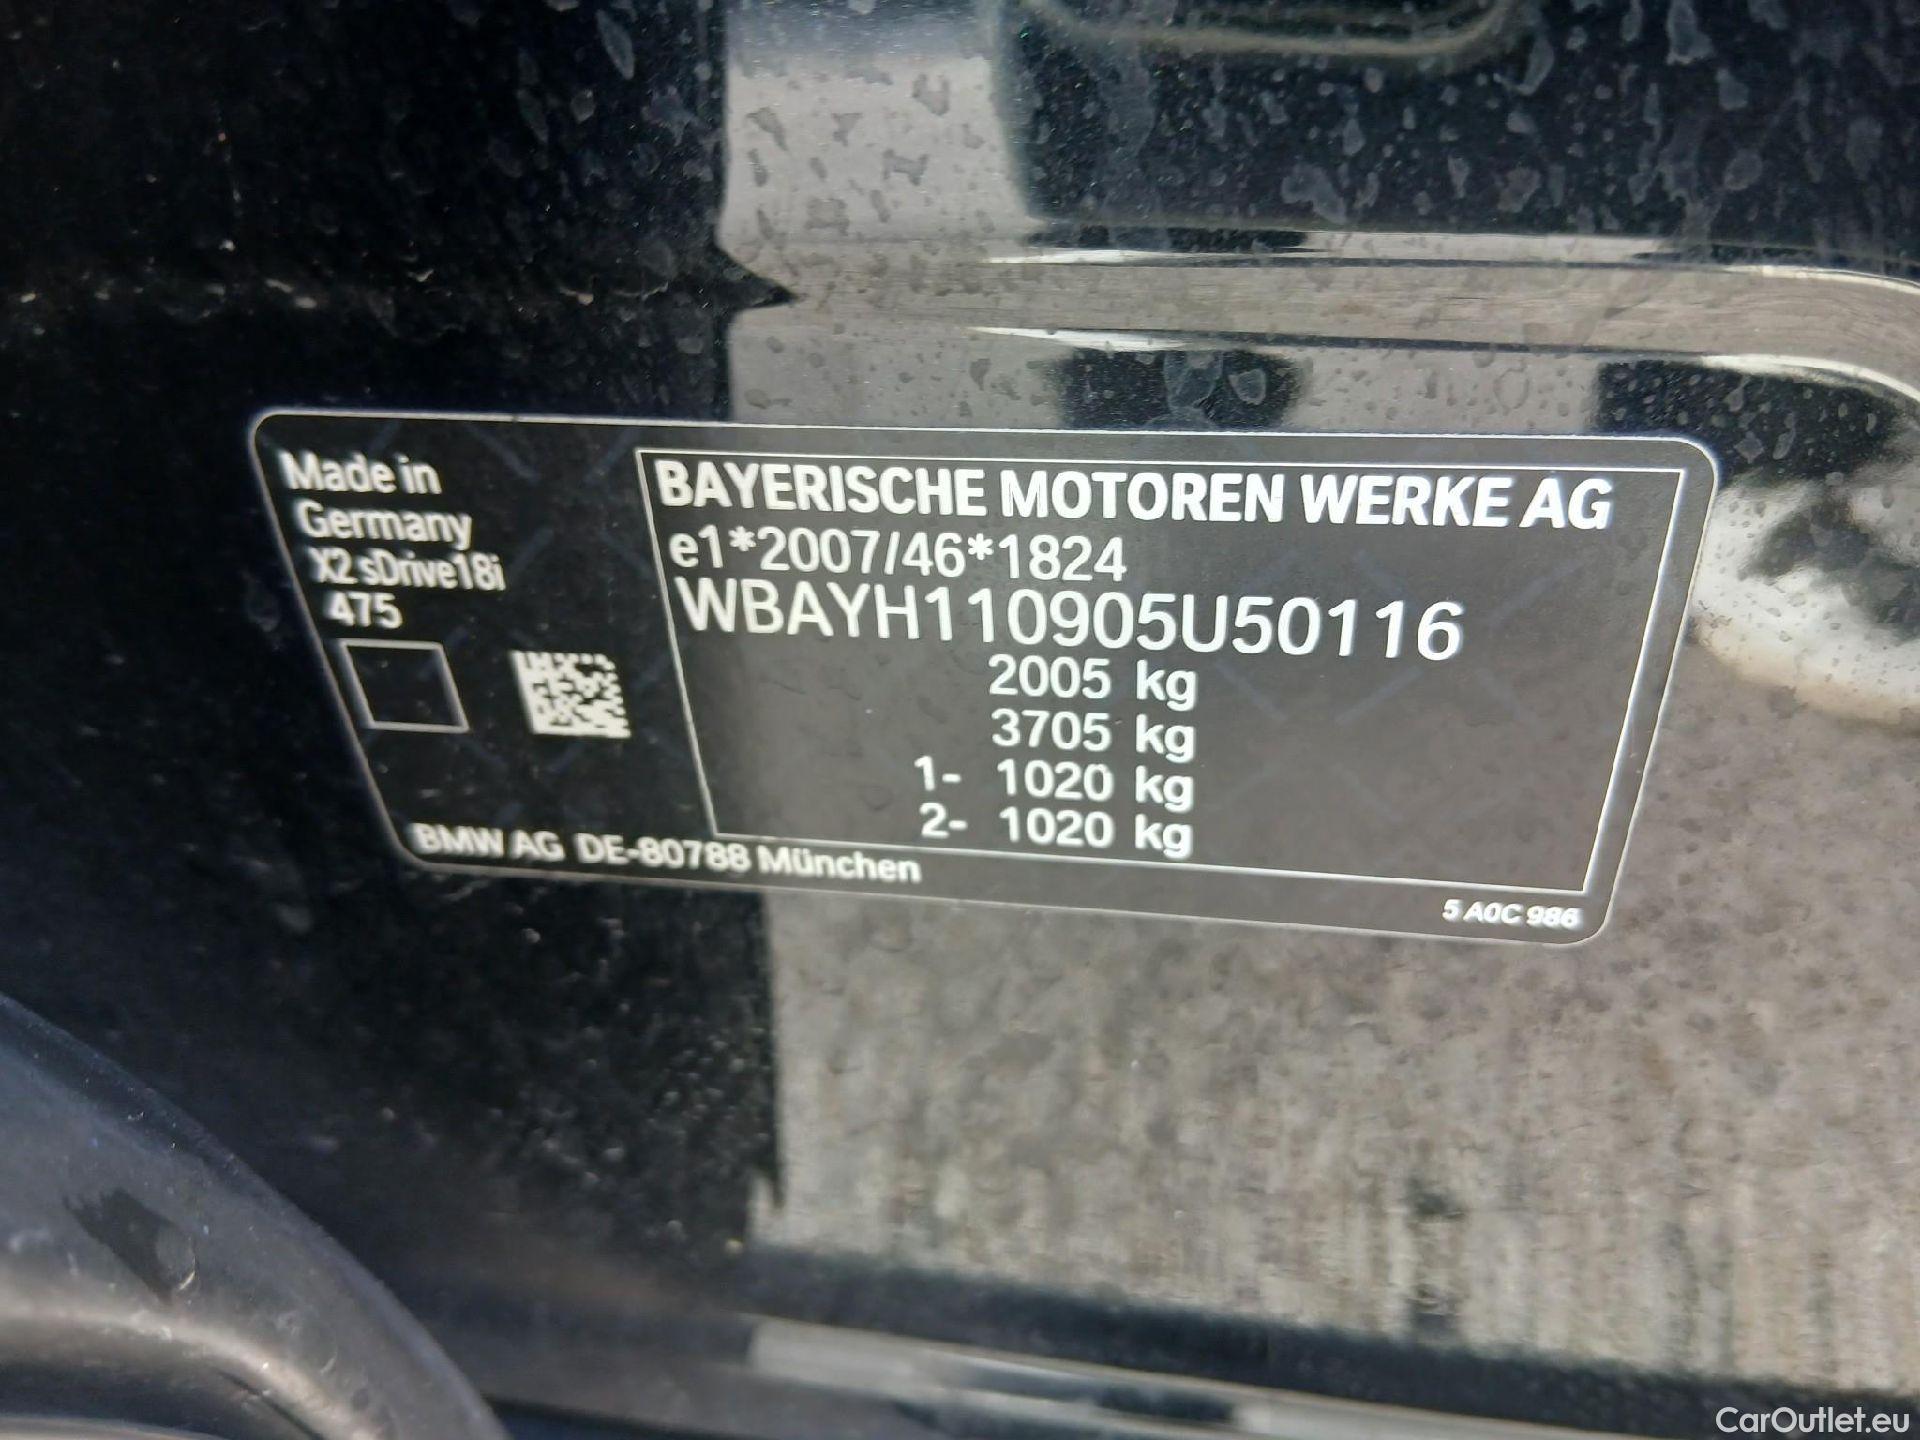 Made in
Germany
X2 sDrive18i
475
BAYERISCHE MOTOREN WERKE AG
e1*2007/46*1824
WBAYH110905U50116
2005 kg
3705 kg
1- 1020 kg
2- 1020 kg
BMW AG DE-80788 München
5 A0C 986
CarOutlet.eu